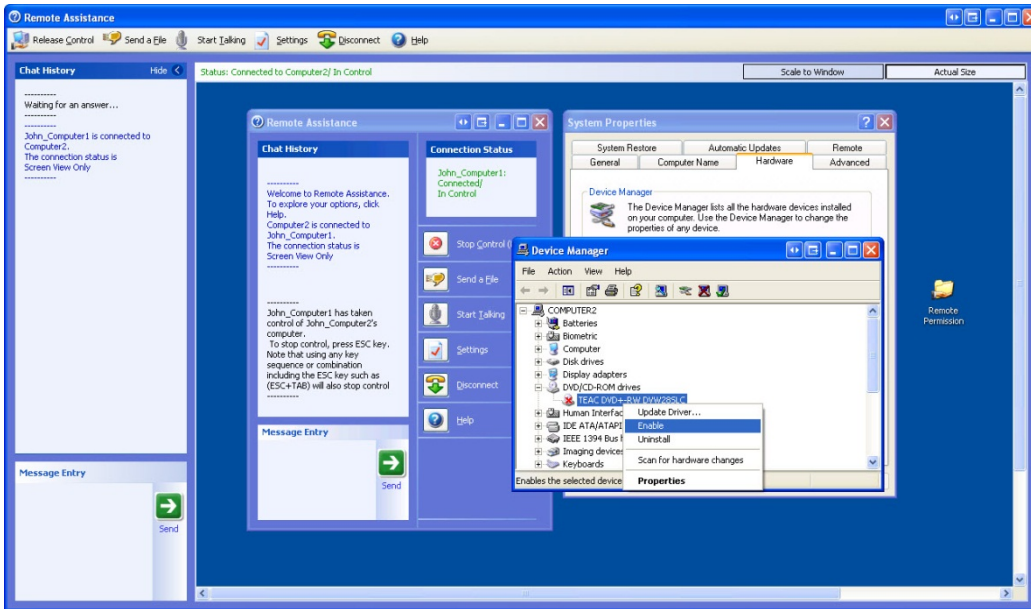 Remote Assistance
Release Control Send a File Start Talking Settings Disconnect Help
Chat History Hide
----------
Waiting for an answer...
----------
----------
John_Computer1 is connected to
Computer2.
The connection status is
Screen View Only
----------
Message Entry
Send
Status: Connected to Computer2/ In Control
Scale to Window
Actual Size
Remote Assistance
Chat History
----------
Welcome to Remote Assistance.
To explore your options, click
Help.
Computer2 is connected to
John_Computer1.
The connection status is
Screen View Only
----------
----------
John_Computer1 has taken
control of John_Computer2's
computer.
To stop control, press ESC key.
Note that using any key
sequence or combination
including the ESC key such as
(ESC+TAB) will also stop control
----------
Message Entry
Send
Connection Status
John_Computer1:
Connected/
In Control
Stop Control (
Send a File
Start Talking
Settings
Disconnect
Help
System Properties
System Restore Automatic Updates Remote
General Computer Name Hardware Advanced
Device Manager
The Device Manager lists all the hardware devices installed
on your computer. Use the Device Manager to change the
properties of any device.
Device Manager
File Action View Help
COMPUTER2
Batteries
Biometric
Computer
Disk drives
Display adapters
DVD/CD-ROM drives
TEAC DVD+-RW DVW28SLC
Human Interfac
IDE ATA/ATAPI
IEEE 1394 Bus
Imaging devices
Keyboards
Enables the selected device
Update Driver...
Enable
Uninstall
Scan for hardware changes
Properties
Remote
Permission